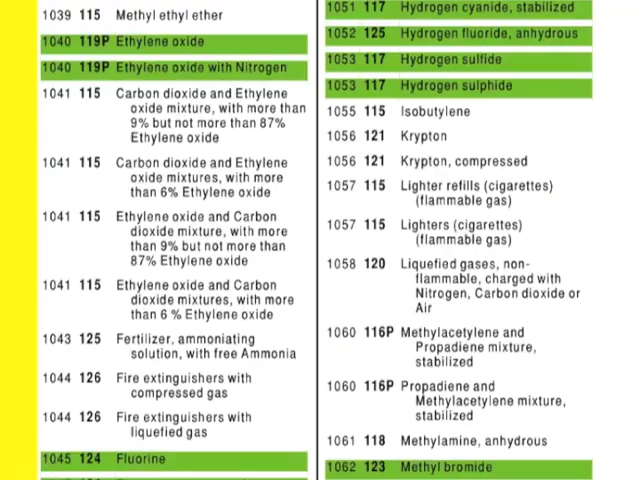 1039 115 Methyl ethyl ether
1040 119P Ethylene oxide
1040 119P Ethylene oxide with Nitrogen
1041 115 Carbon dioxide and Ethylene
oxide mixture, with more than
9% but not more than 87%
Ethylene oxide
1041 115 Carbon dioxide and Ethylene
oxide mixtures, with more
than 6% Ethylene oxide
1041 115 Ethylene oxide and Carbon
dioxide mixture, with more
than 9% but not more than
87% Ethylene oxide
1041 115 Ethylene oxide and Carbon
dioxide mixtures, with more
than 6 % Ethylene oxide
1043 125 Fertilizer, ammoniating
solution, with free Ammonia
1044 126 Fire extinguishers with
compressed gas
1044 126 Fire extinguishers with
liquefied gas
1045 124 Fluorine
1051 117 Hydrogen cyanide, stabilized
1052 125 Hydrogen fluoride, anhydrous
1053 117 Hydrogen sulfide
1053 117 Hydrogen sulphide
1055 115 Isobutylene
1056 121 Krypton
1056 121 Krypton, compressed
1057 115 Lighter refills (cigarettes)
(flammable gas)
1057 115 Lighters (cigarettes)
(flammable gas)
1058 120 Liquefied gases, non-
flammable, charged with
Nitrogen, Carbon dioxide or
Air
1060 116P Methylacetylene and
Propadiene mixture,
stabilized
1060 116P Propadiene and
Methylacetylene mixture,
stabilized
1061 118 Methylamine, anhydrous
1062 123 Methyl bromide